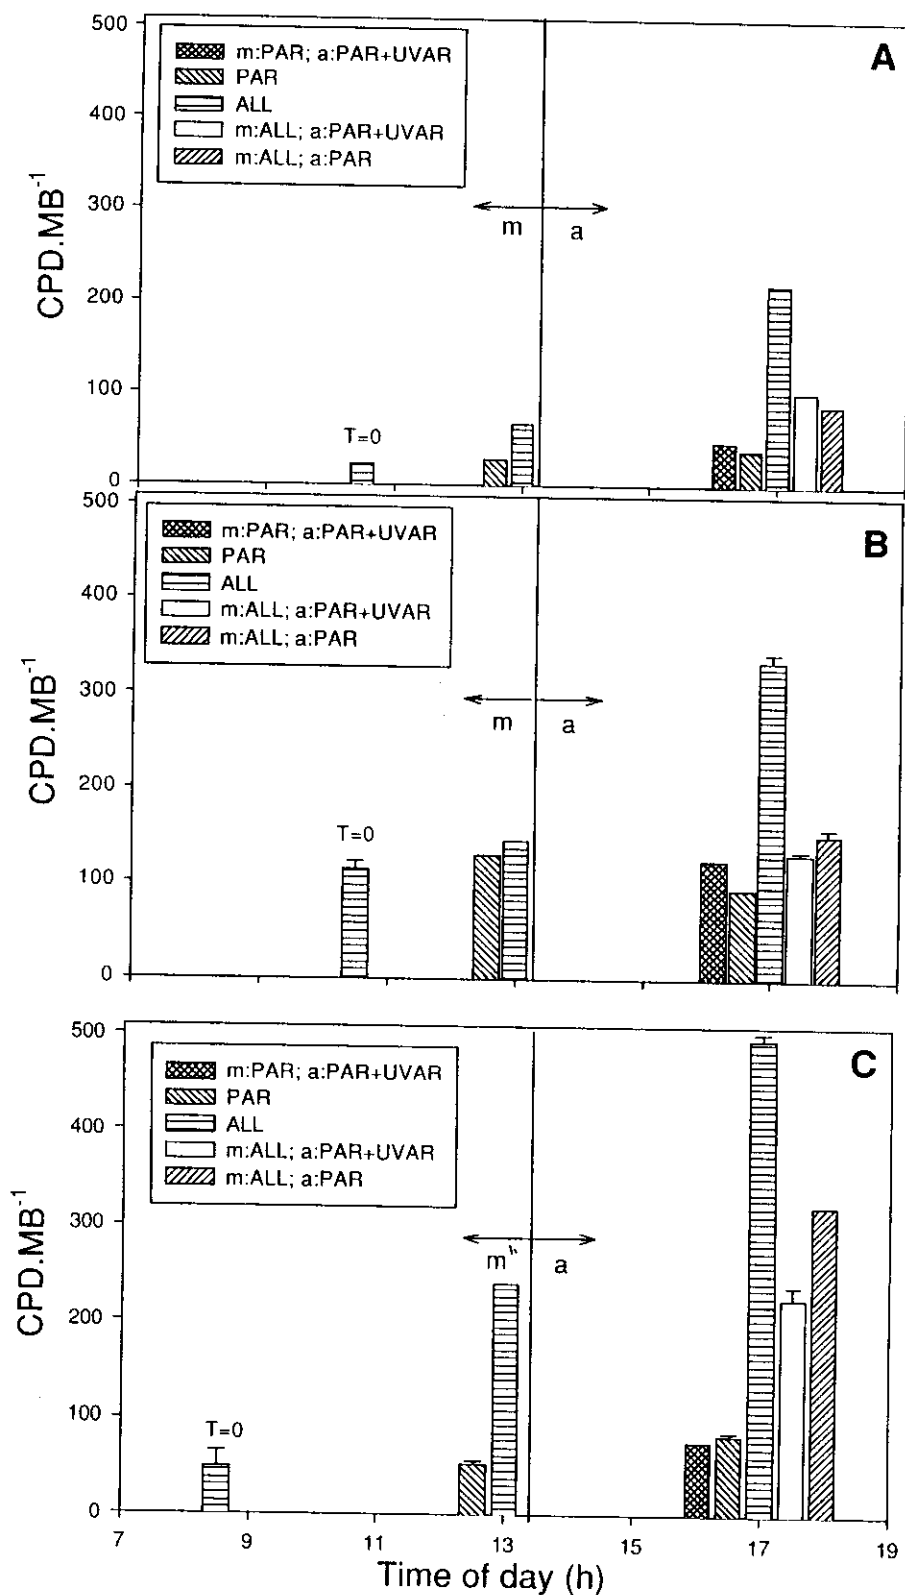 500
400
300
200
100
0
CPD.MB⁻¹
m:PAR; a:PAR+UVAR
PAR
ALL
m:ALL; a:PAR+UVAR
m:ALL; a:PAR
A
m a
T=0
500
400
300
200
100
0
CPD.MB⁻¹
m:PAR; a:PAR+UVAR
PAR
ALL
m:ALL; a:PAR+UVAR
m:ALL; a:PAR
B
m a
T=0
500
400
300
200
100
0
CPD.MB⁻¹
m:PAR; a:PAR+UVAR
PAR
ALL
m:ALL; a:PAR+UVAR
m:ALL; a:PAR
C
m a
T=0
7 9 11 13 15 17 19
Time of day (h)